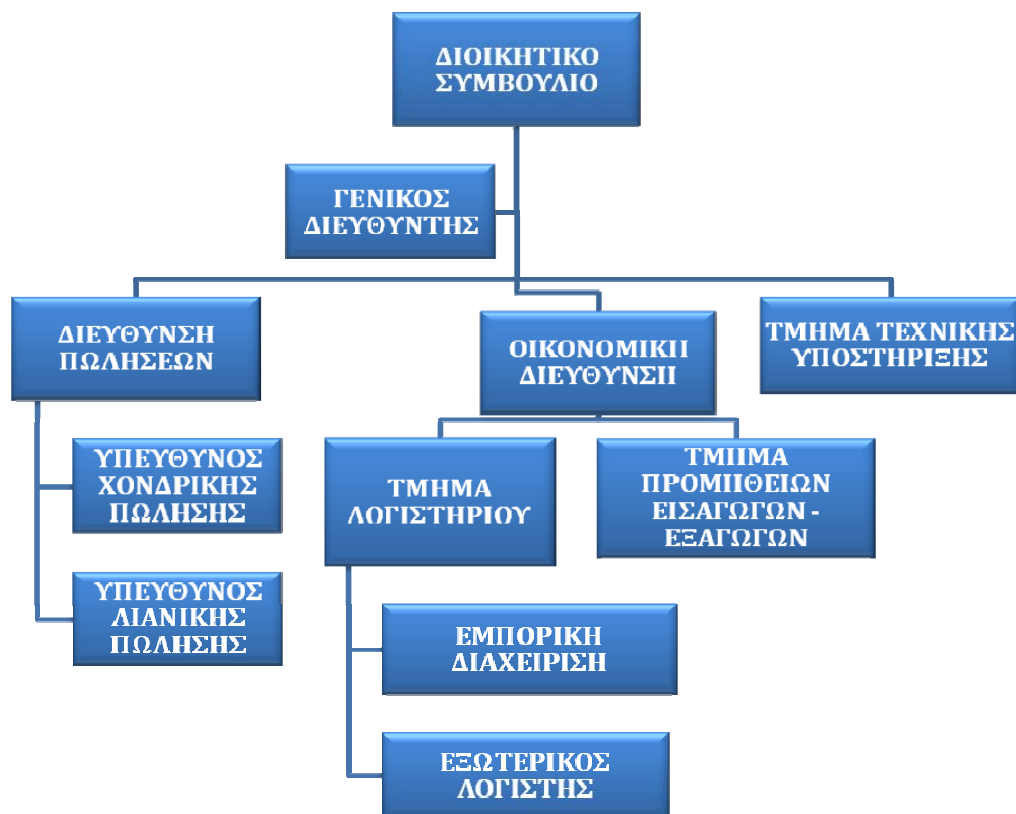 ΔΙΟΙΚΗΤΙΚΟ
ΣΥΜΒΟΥΛΙΟ
ΓΕΝΙΚΟΣ
ΔΙΕΥΘΥΝΤΗΣ
ΔΙΕΥΘΥΝΣΗ
ΠΩΛΗΣΕΩΝ
ΟΙΚΟΝΟΜΙΚΗ
ΔΙΕΥΘΥΝΣΗ
ΤΜΗΜΑ ΤΕΧΝΙΚΗΣ
ΥΠΟΣΤΗΡΙΞΗΣ
ΥΠΕΥΘΥΝΟΣ
ΧΟΝΔΡΙΚΗΣ
ΠΩΛΗΣΗΣ
ΥΠΕΥΘΥΝΟΣ
ΛΙΑΝΙΚΗΣ
ΠΩΛΗΣΗΣ
ΤΜΗΜΑ
ΛΟΓΙΣΤΗΡΙΟΥ
ΤΜΗΜΑ
ΠΡΟΜΗΘΕΙΩΝ
ΕΙΣΑΓΩΓΩΝ -
ΕΞΑΓΩΓΩΝ
ΕΜΠΟΡΙΚΗ
ΔΙΑΧΕΙΡΙΣΗ
ΕΞΩΤΕΡΙΚΟΣ
ΛΟΓΙΣΤΗΣ